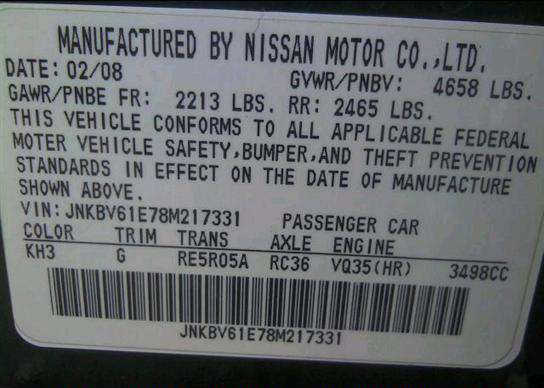 MANUFACTURED BY NISSAN MOTOR CO.,LTD.
DATE: 02/08 GVWR/PNBV: 4658 LBS.
GAWR/PNBE FR: 2213 LBS. RR: 2465 LBS.
THIS VEHICLE CONFORMS TO ALL APPLICABLE FEDERAL
MOTER VEHICLE SAFETY,BUMPER,AND THEFT PREVENTION
STANDARDS IN EFFECT ON THE DATE OF MANUFACTURE
SHOWN ABOVE.
VIN: JNKBV61E78M217331 PASSENGER CAR
COLOR TRIM TRANS AXLE ENGINE
KH3 G RE5R05A RC36 VQ35(HR) 3498CC
JNKBV61E78M217331